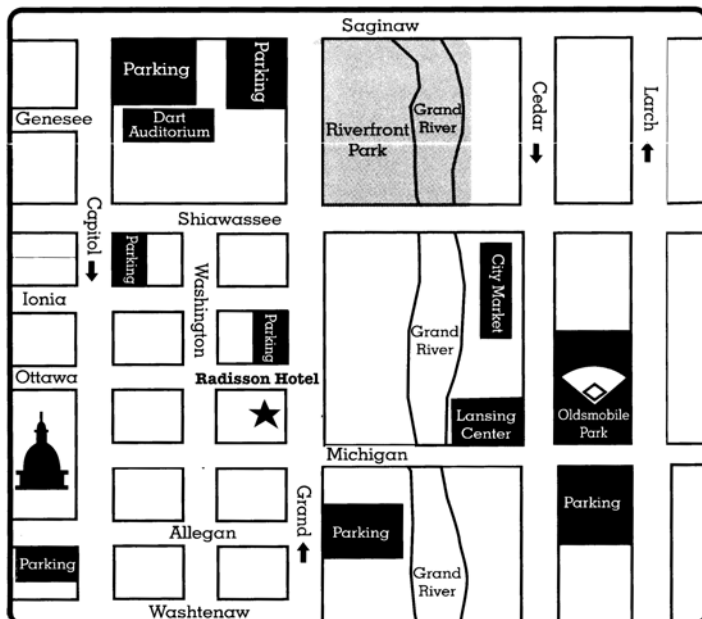 Saginaw
Parking
Parking
Genesee
Dart
Auditorium
Riverfront
Park
Grand
River
Cedar
Larch
Shiawassee
Capitol
Parking
Washington
City Market
Ionia
Parking
Grand
River
Ottawa
Radisson Hotel
Lansing
Center
Oldsmobile
Park
Michigan
Grand
Parking
Parking
Allegan
Parking
Grand
River
Washtenaw